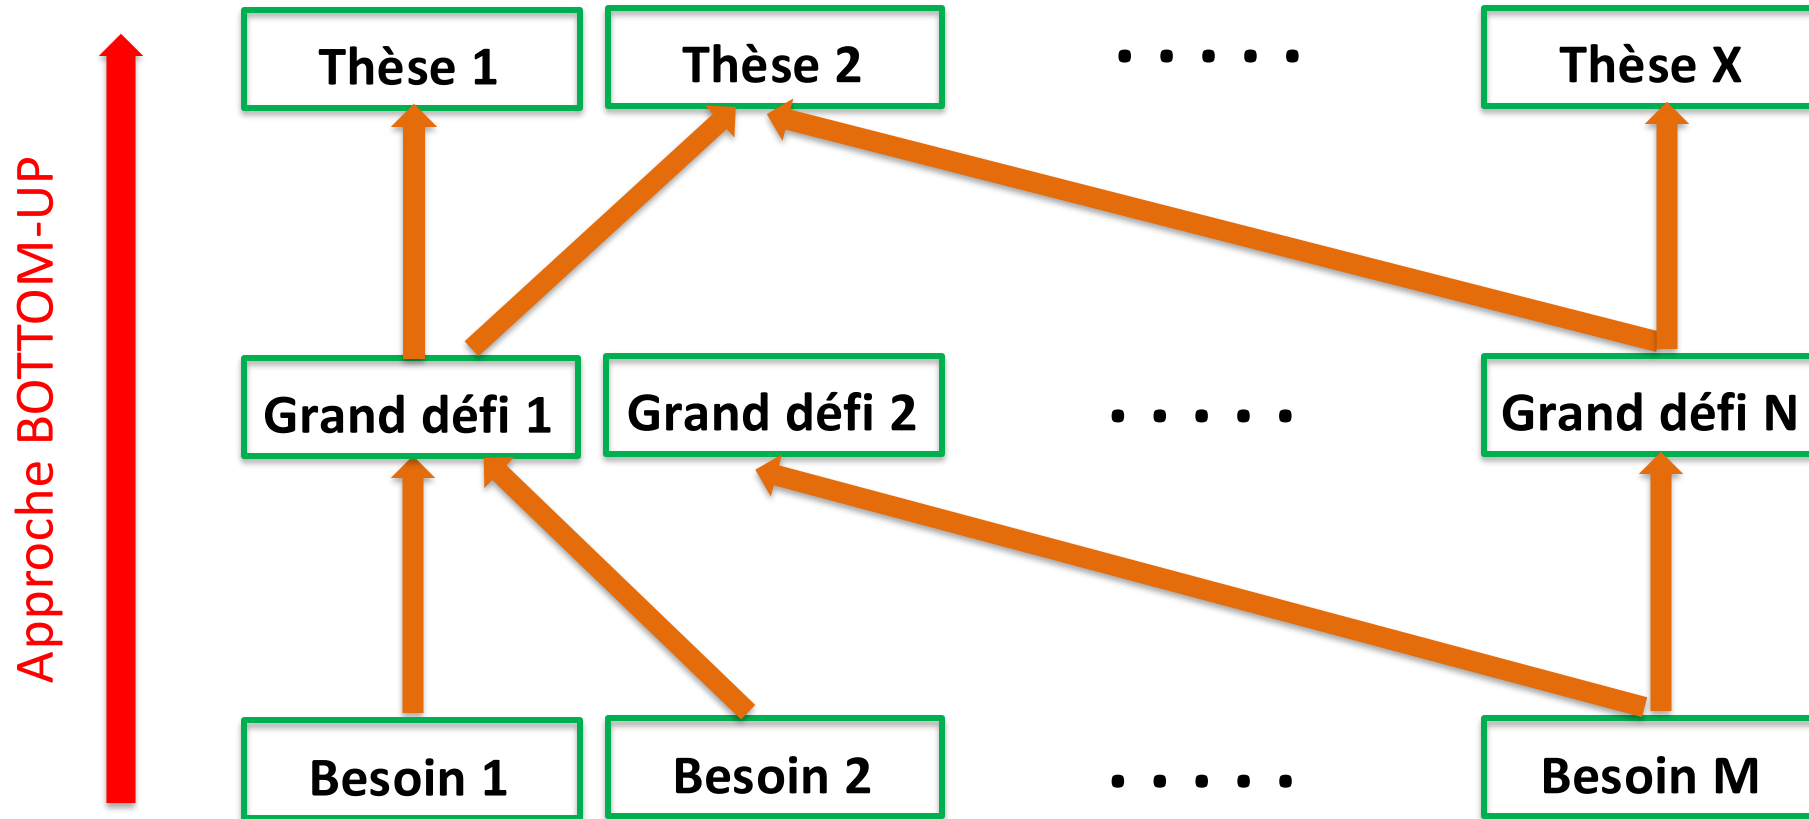 Approche BOTTOM-UP
Thèse 1
Thèse 2
.....
Thèse X
Grand défi 1
Grand défi 2
.....
Grand défi N
Besoin 1
Besoin 2
.....
Besoin M